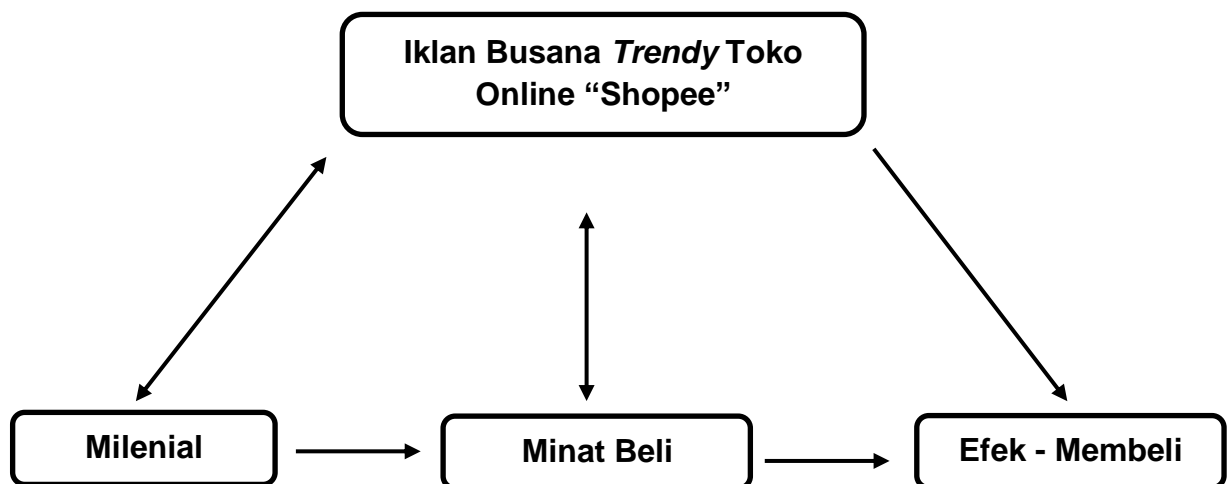 Iklan Busana Trendy Toko
Online “Shopee”
Milenial
Minat Beli
Efek - Membeli